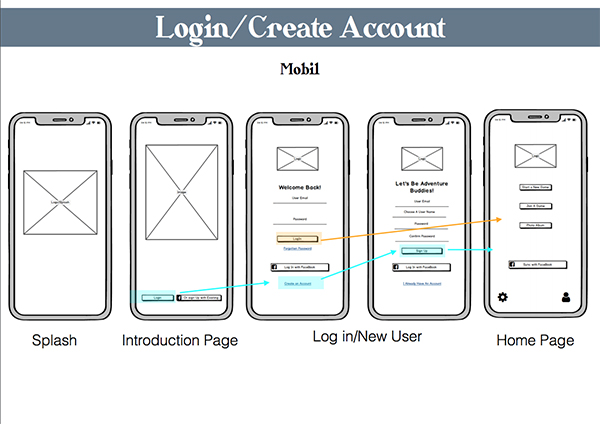 Login/Create Account
Mobil
Logo/Splash
Logo
Login
Or sign Up with Existing
Logo
Welcome Back!
User Email
Password
Login
Forgotten Password
Log In with FaceBook
Create an Account
Logo
Let's Be Adventure
Buddies!
User Email
Choose A User Name
Password
Confirm Password
Sign Up
Log In with FaceBook
I Already Have An Account
Logo
Start a New Game
Join A Game
Photo Album
Sync with FaceBook
Splash
Introduction Page
Log in/New User
Home Page